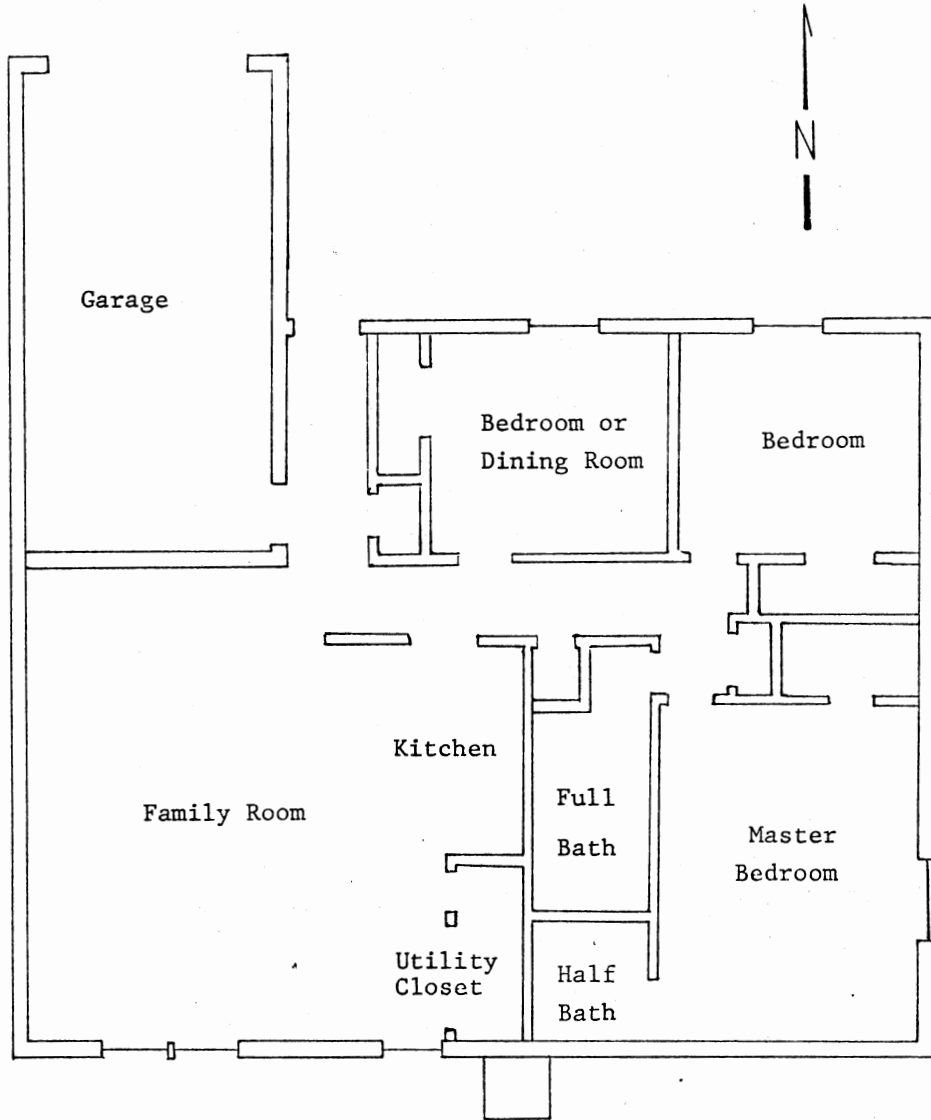 N
Garage
Bedroom or
Dining Room
Bedroom
Kitchen
Family Room
Full
Bath
Master
Bedroom
Utility
Closet
Half
Bath